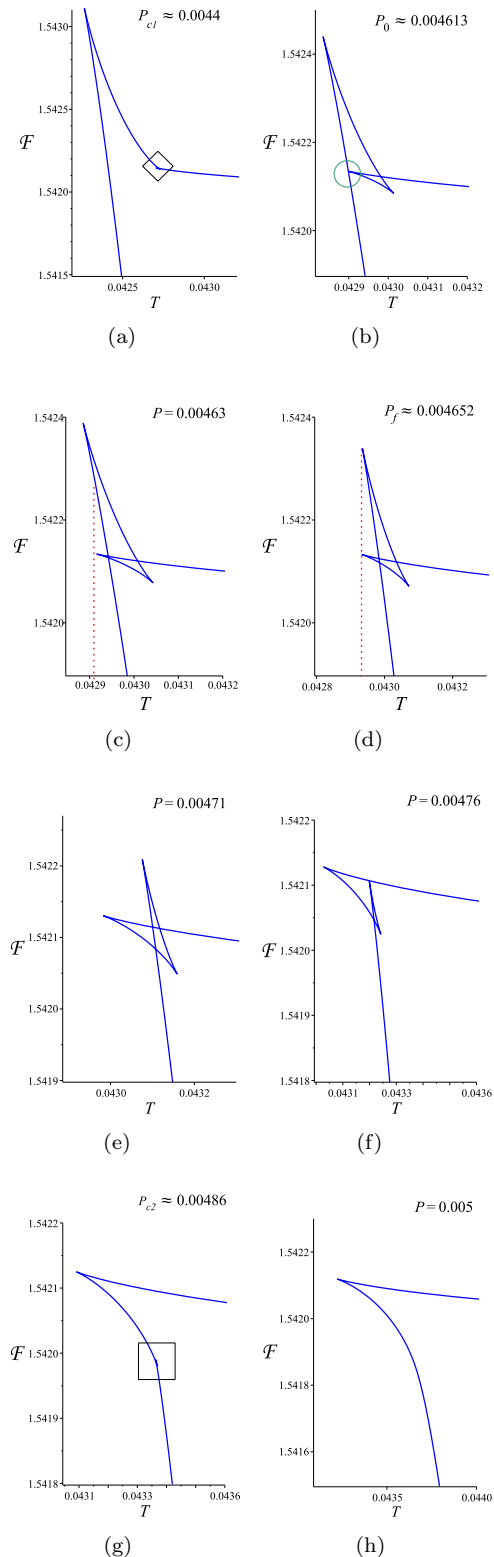 P_{c1} ≈ 0.0044
1.5430
1.5425
ℱ
1.5420
1.5415
0.0425 0.0430
T
(a)
P_0 ≈ 0.004613
1.5424
1.5422
ℱ
1.5420
0.0429 0.0430 0.0431 0.0432
T
(b)
P = 0.00463
1.5424
1.5422
ℱ
1.5420
0.0429 0.0430 0.0431 0.0432
T
(c)
P_f ≈ 0.004652
1.5424
1.5422
ℱ
1.5420
0.0428 0.0430 0.0432
T
(d)
P = 0.00471
1.5422
1.5421
ℱ
1.5420
1.5419
0.0430 0.0432
T
(e)
P = 0.00476
1.5422
1.5421
ℱ
1.5420
1.5419
1.5418
0.0431 0.0433 0.0436
T
(f)
P_{c2} ≈ 0.00486
1.5422
1.5421
ℱ
1.5420
1.5419
1.5418
0.0431 0.0433 0.0436
T
(g)
P = 0.005
1.5422
1.5420
ℱ
1.5418
1.5416
0.0435 0.0440
T
(h)